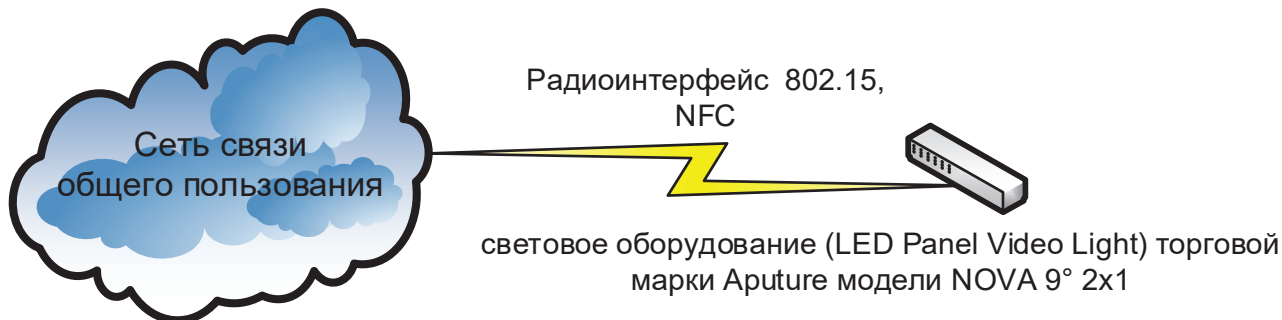 Сеть связи
общего пользования
Радиоинтерфейс 802.15,
NFC
световое оборудование (LED Panel Video Light) торговой
марки Aputure модели NOVA 9° 2x1